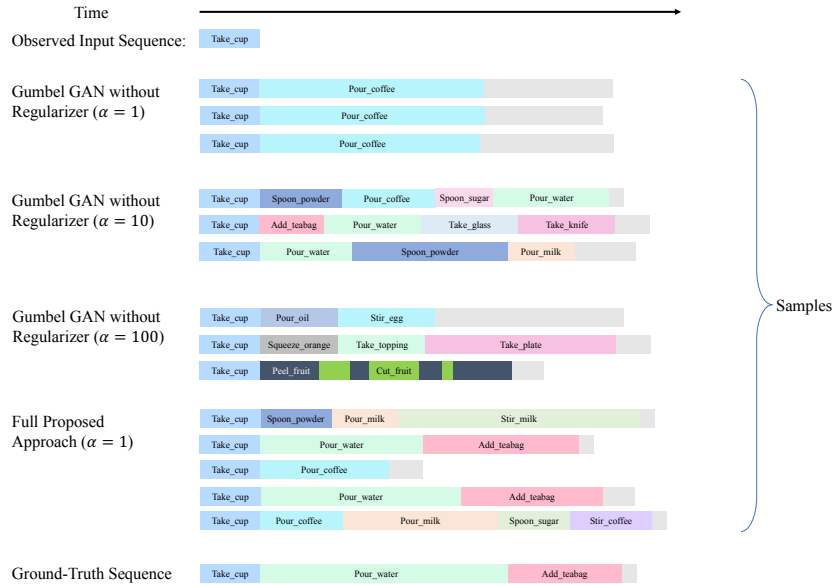 Time
Observed Input Sequence:
Take_cup
Gumbel GAN without
Regularizer (α = 1)
Take_cup Pour_coffee
Take_cup Pour_coffee
Take_cup Pour_coffee
Gumbel GAN without
Regularizer (α = 10)
Take_cup Spoon_powder Pour_coffee Spoon_sugar Pour_water
Take_cup Add_teabag Pour_water Take_glass Take_knife
Take_cup Pour_water Spoon_powder Pour_milk
Samples
Gumbel GAN without
Regularizer (α = 100)
Take_cup Pour_oil Stir_egg
Take_cup Squeeze_orange Take_topping Take_plate
Take_cup Peel_fruit Cut_fruit
Full Proposed
Approach (α = 1)
Take_cup Spoon_powder Pour_milk Stir_milk
Take_cup Pour_water Add_teabag
Take_cup Pour_coffee
Take_cup Pour_water Add_teabag
Take_cup Pour_coffee Pour_milk Spoon_sugar Stir_coffee
Ground-Truth Sequence
Take_cup Pour_water Add_teabag